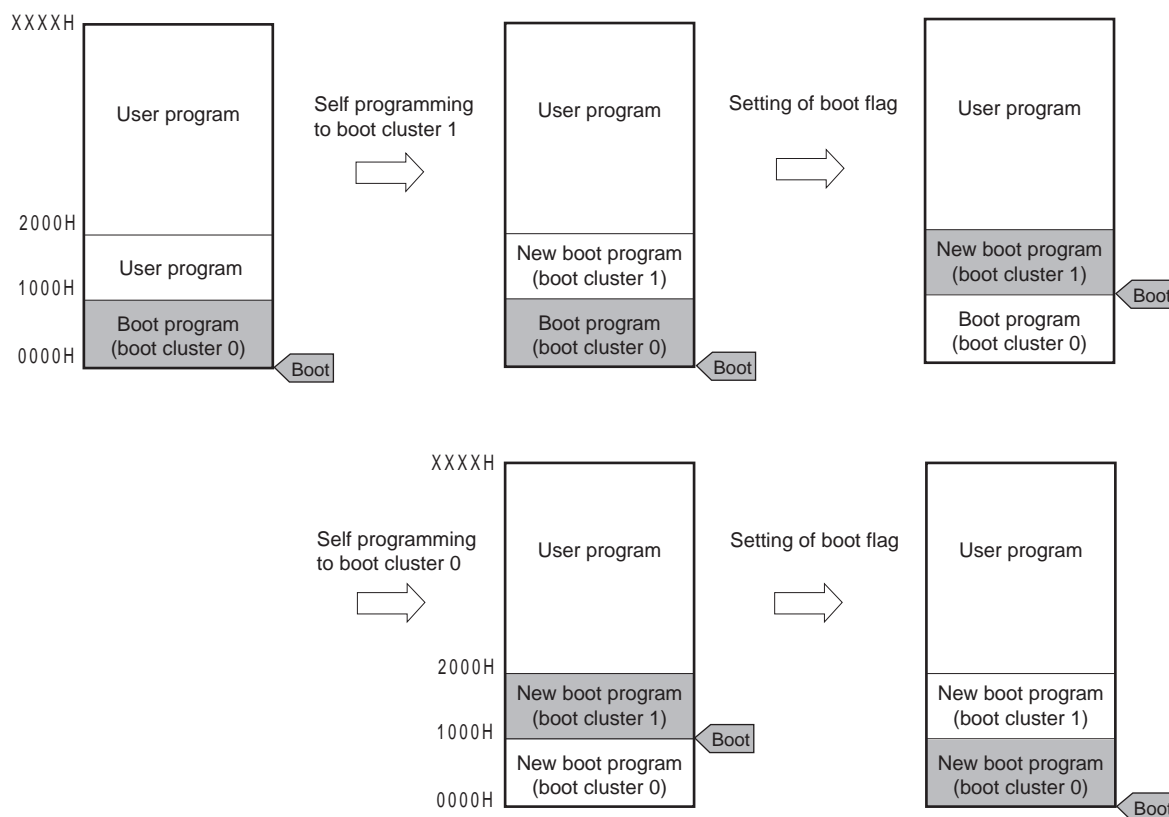 XXXXH
User program
2000H
User program
1000H
Boot program
(boot cluster 0)
0000H
Boot
Self programming
to boot cluster 1
User program
New boot program
(boot cluster 1)
Boot program
(boot cluster 0)
Boot
Setting of boot flag
User program
New boot program
(boot cluster 1)
Boot
Boot program
(boot cluster 0)
Self programming
to boot cluster 0
XXXXH
User program
2000H
New boot program
(boot cluster 1)
1000H
Boot
New boot program
(boot cluster 0)
0000H
Setting of boot flag
User program
New boot program
(boot cluster 1)
New boot program
(boot cluster 0)
Boot